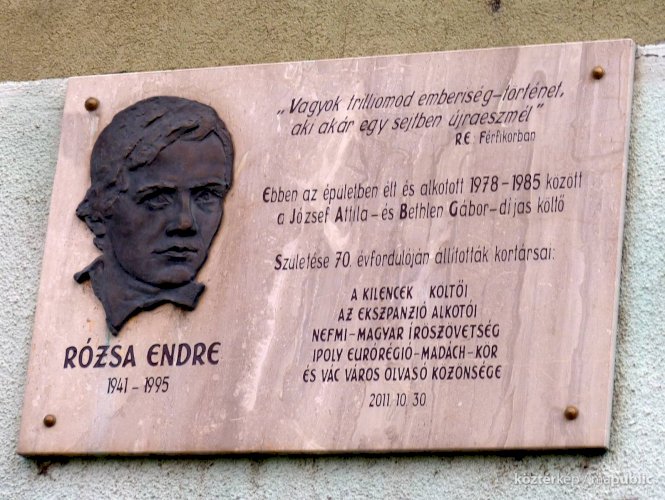 „Vagyok trilliomod emberiség–történet,
aki akár egy sejtben újraeszmél"
R.E. Férfikorban
Ebben az épületben élt és alkotott 1978 – 1985 között
a József Attila – és Bethlen Gábor – díjas költő
Születése 70. évfordulóján állították kortársai:
A KILENCEK KÖLTŐI
AZ EKSZPANZIÓ ALKOTÓI
NEFMI – MAGYAR ÍRÓSZÖVETSÉG
IPOLY EURÓRÉGIÓ – MADÁCH – KÖR
ÉS VÁC VÁROS OLVASÓ KÖZÖNSÉGE
2011. 10. 30
RÓZSA ENDRE
1941 – 1995
köztérkép / mapublic